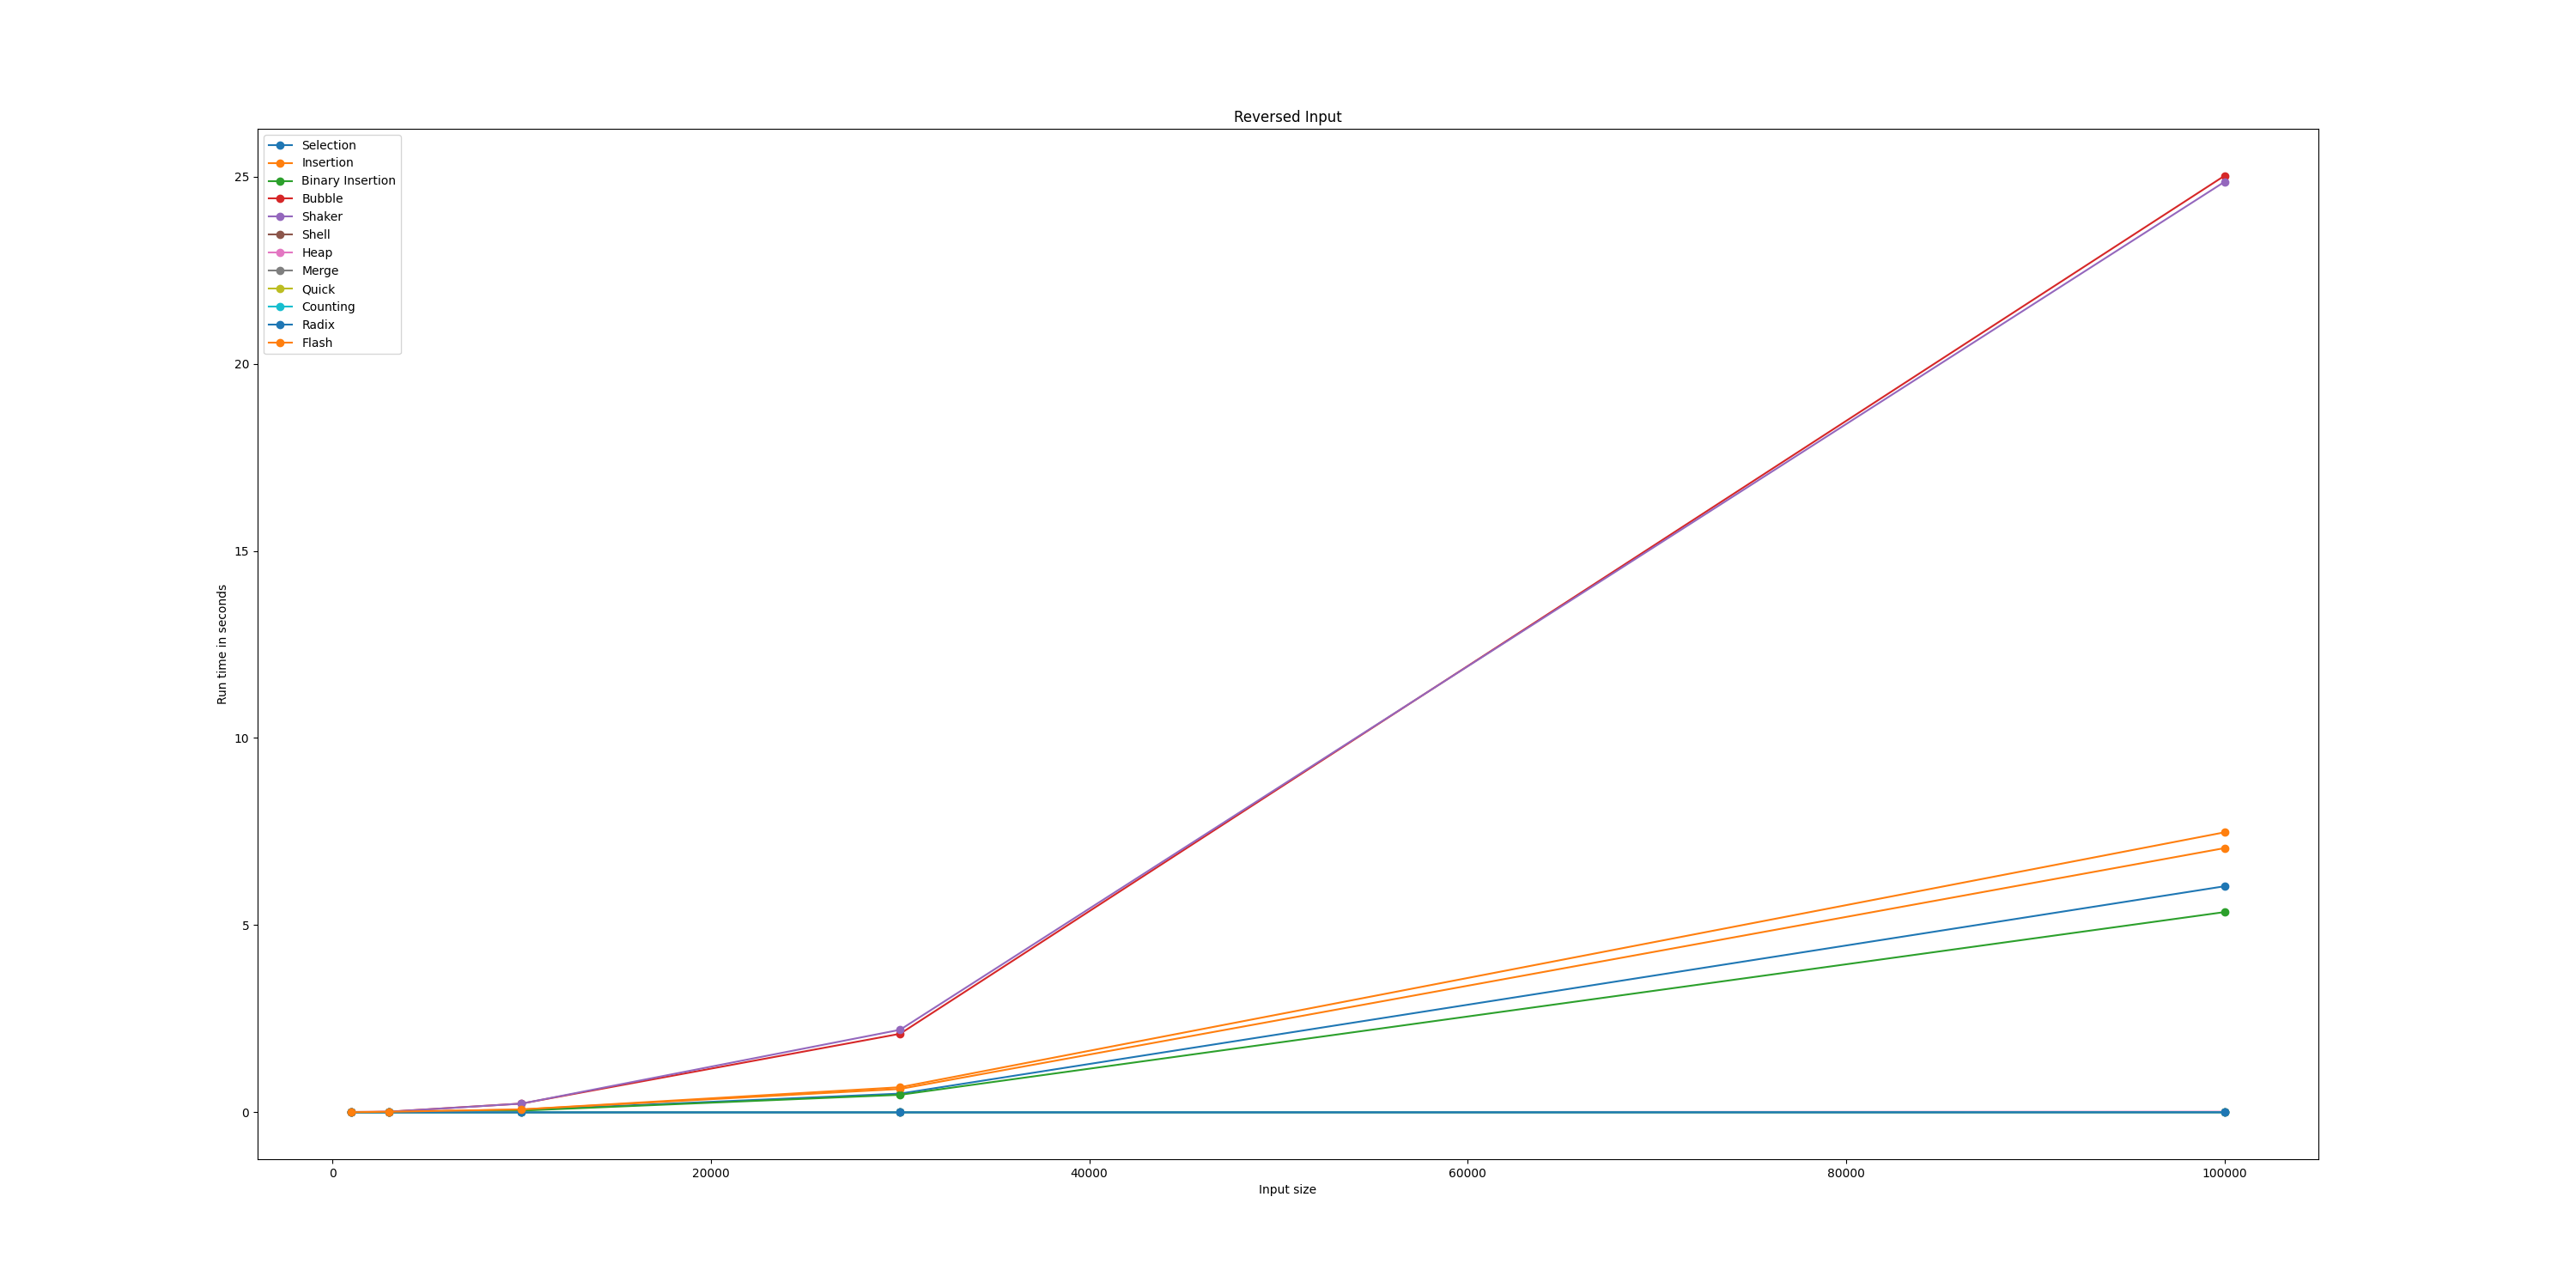 Reversed Input
Selection
Insertion
Binary Insertion
Bubble
Shaker
Shell
Heap
Merge
Quick
Counting
Radix
Flash
25
20
15
10
5
0
Run time in seconds
0 20000 40000 60000 80000 100000
Input size